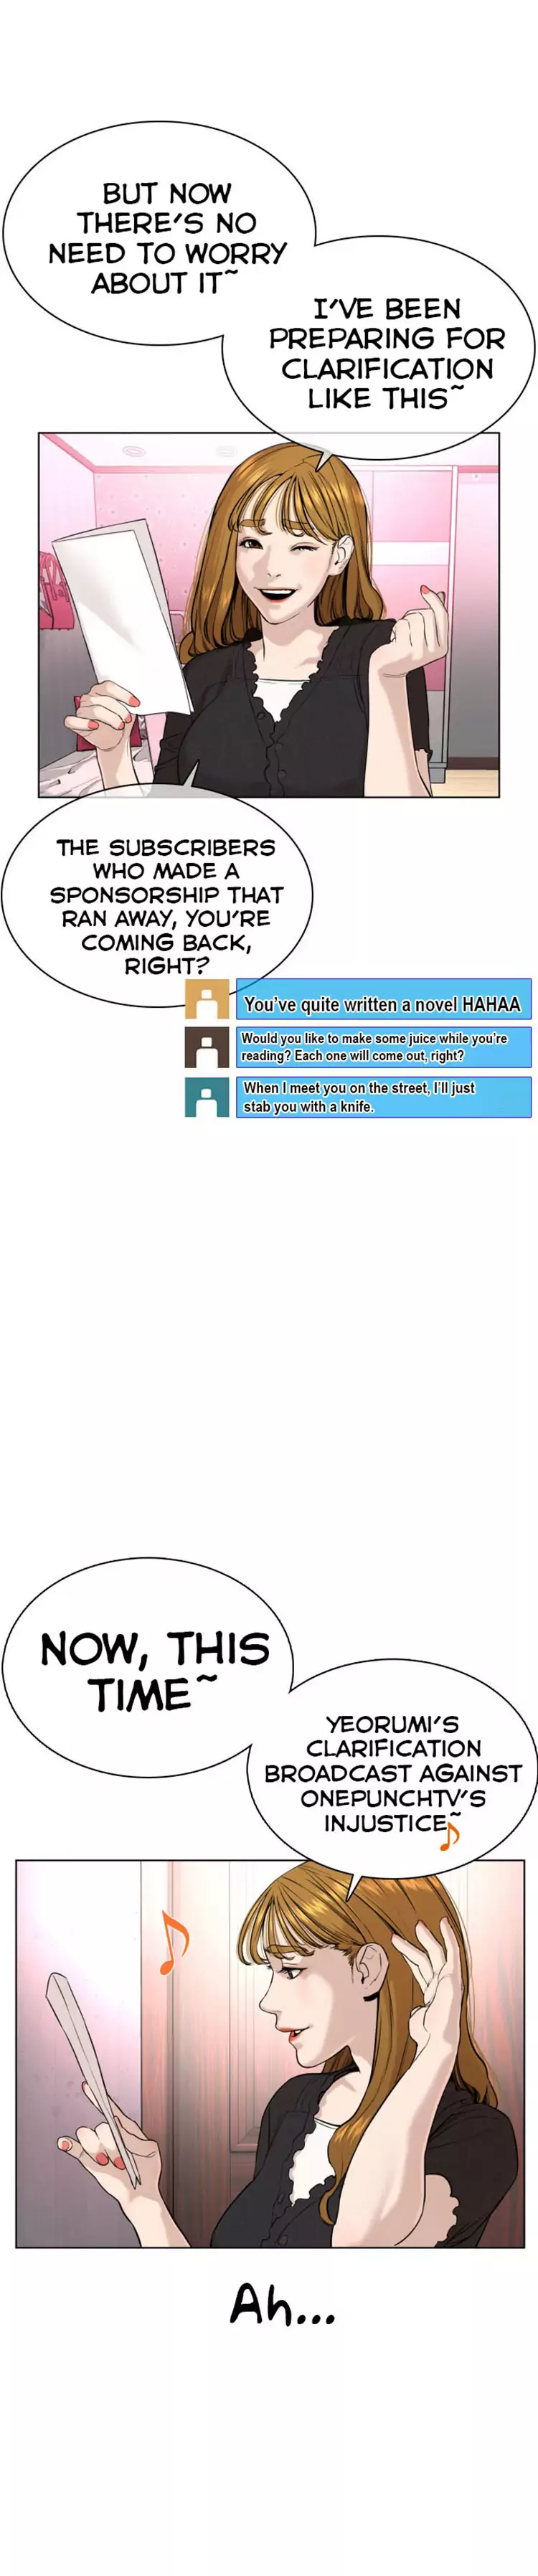 BUT NOW
THERE'S NO
NEED TO WORRY
ABOUT IT~
I'VE BEEN
PREPARING FOR
CLARIFICATION
LIKE THIS~
THE SUBSCRIBERS
WHO MADE A
SPONSORSHIP THAT
RAN AWAY, YOU'RE
COMING BACK,
RIGHT?
You've quite written a novel HAHAA
Would you like to make some juice while you're
reading? Each one will come out, right?
When I meet you on the street, I'll just
stab you with a knife.
NOW, THIS
TIME~
YEORUMI'S
CLARIFICATION
BROADCAST AGAINST
ONEPUNCHTV'S
INJUSTICE~
Ah...